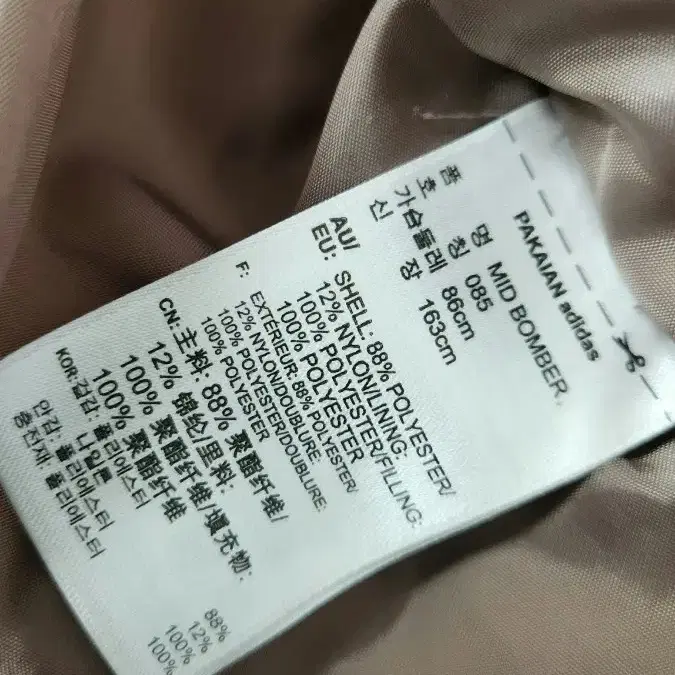 PAKAIAN adidas
품 명 MID BOMBER.
호 칭 085
가슴둘레 86cm
신 장 163cm
AU/
EU: SHELL: 88% POLYESTER/
12% NYLON/LINING:
100% POLYESTER/FILLING:
100% POLYESTER
F: EXTÉRIEUR: 88% POLYESTER/
12% NYLON/DOUBLURE:
100% POLYESTER/DOUBLURE:
100% POLYESTER
CN: 主料: 88% 聚酯纤维/
12% 锦纶/里料:
100% 聚酯纤维/填充物:
100% 聚酯纤维
KOR: 겉감: 폴리에스터 88%
나일론 12%
안감: 폴리에스터 100%
충전재: 폴리에스터 100%